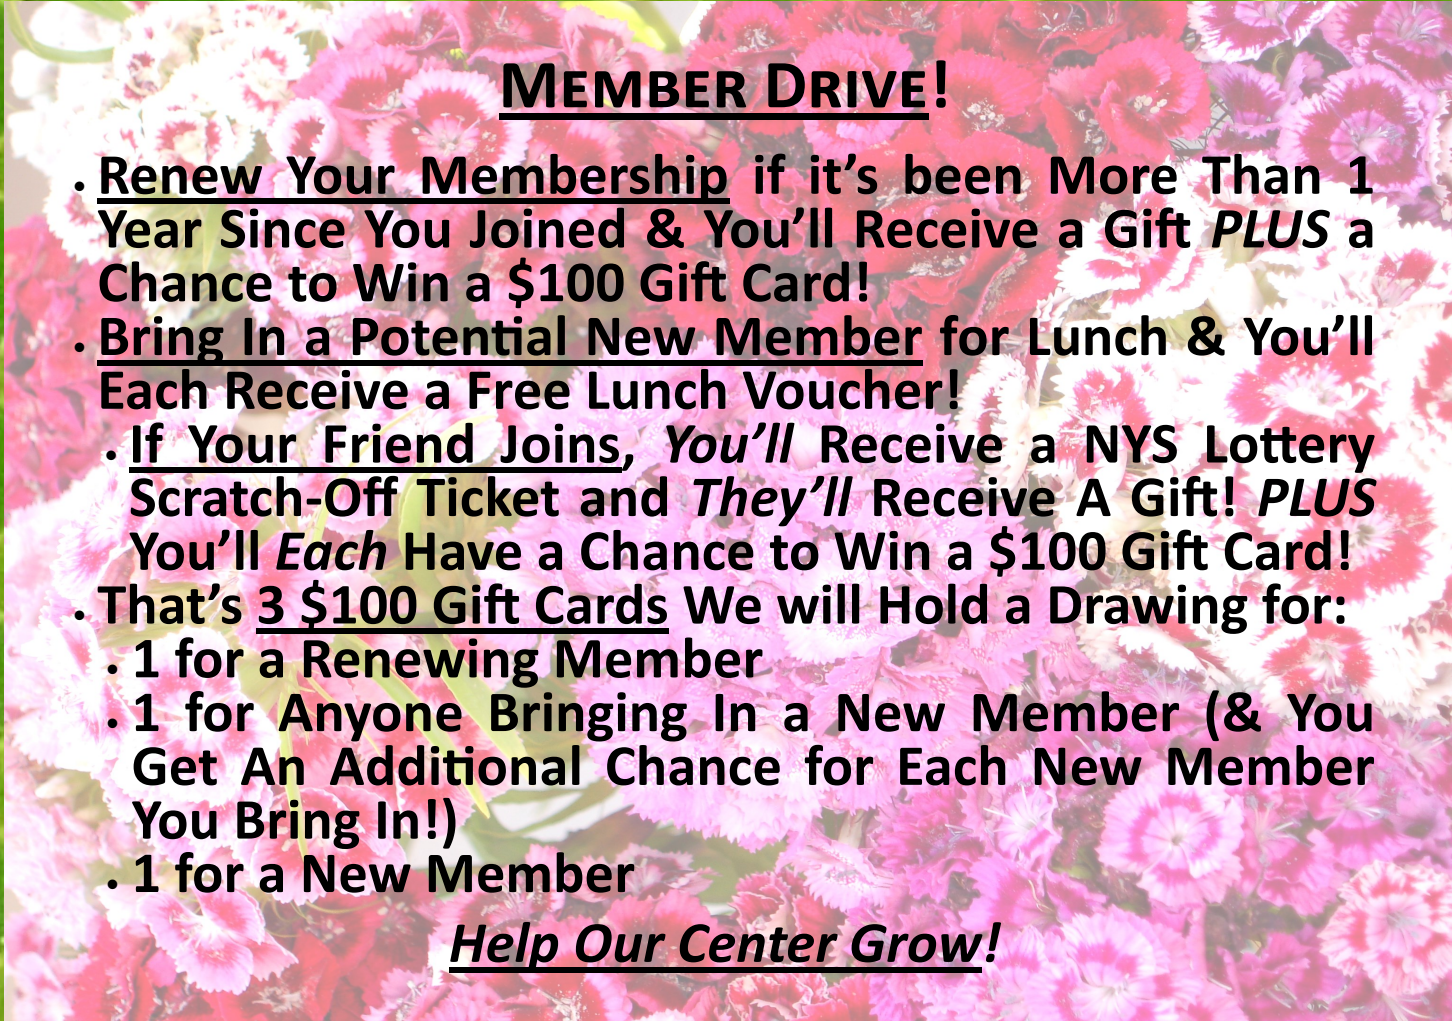 MEMBER DRIVE!
• Renew Your Membership if it’s been More Than 1
Year Since You Joined & You’ll Receive a Gift PLUS a
Chance to Win a $100 Gift Card!
• Bring In a Potential New Member for Lunch & You’ll
Each Receive a Free Lunch Voucher!
• If Your Friend Joins, You’ll Receive a NYS Lottery
Scratch-Off Ticket and They’ll Receive A Gift! PLUS
You’ll Each Have a Chance to Win a $100 Gift Card!
• That’s 3 $100 Gift Cards We will Hold a Drawing for:
• 1 for a Renewing Member
• 1 for Anyone Bringing In a New Member (& You
Get An Additional Chance for Each New Member
You Bring In!)
• 1 for a New Member
Help Our Center Grow!